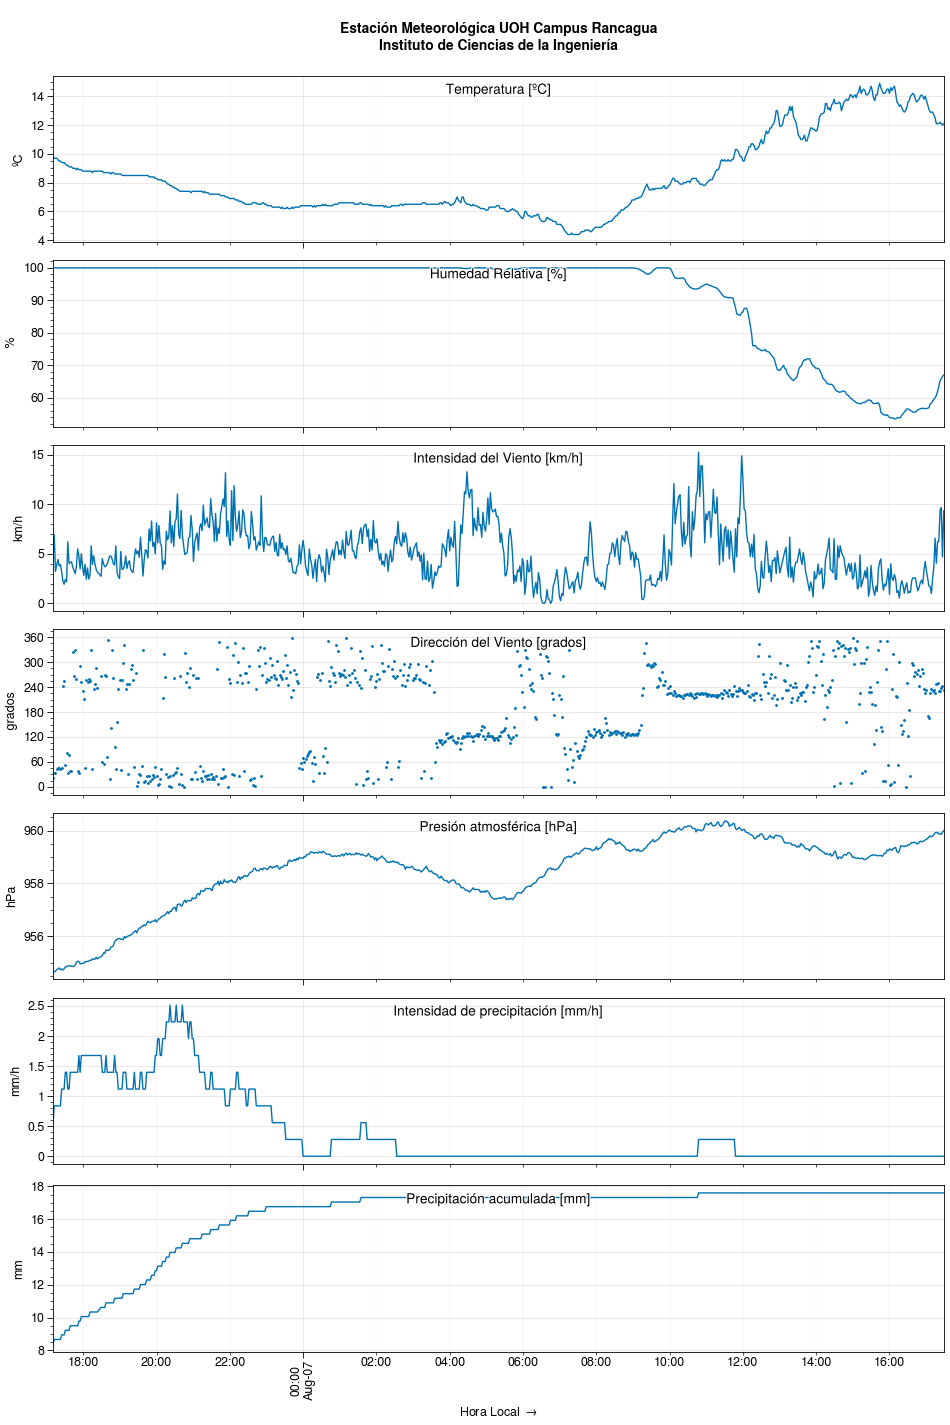 Estación Meteorológica UOH Campus Rancagua
Instituto de Ciencias de la Ingeniería
Temperatura [ºC]
ºC
14
12
10
8
6
4
Humedad Relativa [%]
%
100
90
80
70
60
Intensidad del Viento [km/h]
km/h
15
10
5
0
Dirección del Viento [grados]
grados
360
300
240
180
120
60
0
Presión atmosférica [hPa]
hPa
960
958
956
Intensidad de precipitación [mm/h]
mm/h
2.5
2
1.5
1
0.5
0
Precipitación acumulada [mm]
mm
18
16
14
12
10
8
18:00 20:00 22:00 00:00 02:00 04:00 06:00 08:00 10:00 12:00 14:00 16:00
Aug-07
Hora Local →